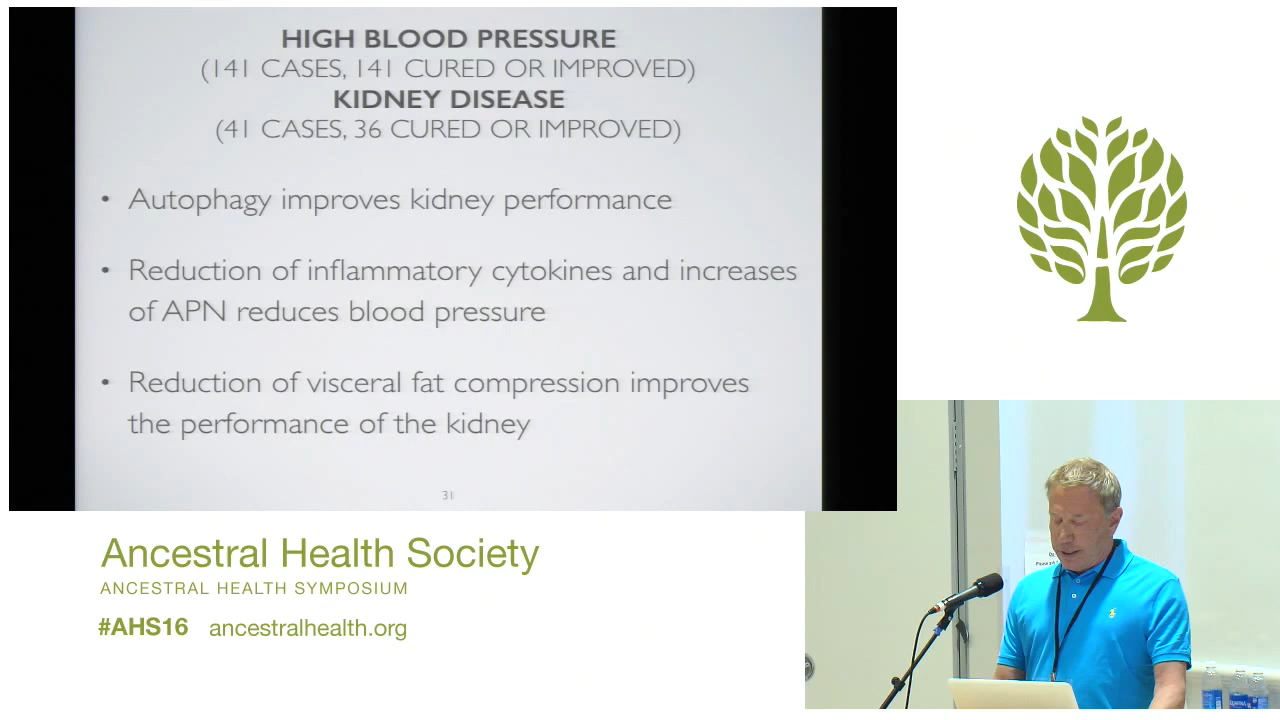 HIGH BLOOD PRESSURE
(141 CASES, 141 CURED OR IMPROVED)
KIDNEY DISEASE
(41 CASES, 36 CURED OR IMPROVED)
• Autophagy improves kidney performance
• Reduction of inflammatory cytokines and increases
of APN reduces blood pressure
• Reduction of visceral fat compression improves
the performance of the kidney
31
Ancestral Health Society
ANCESTRAL HEALTH SYMPOSIUM
#AHS16 ancestralhealth.org